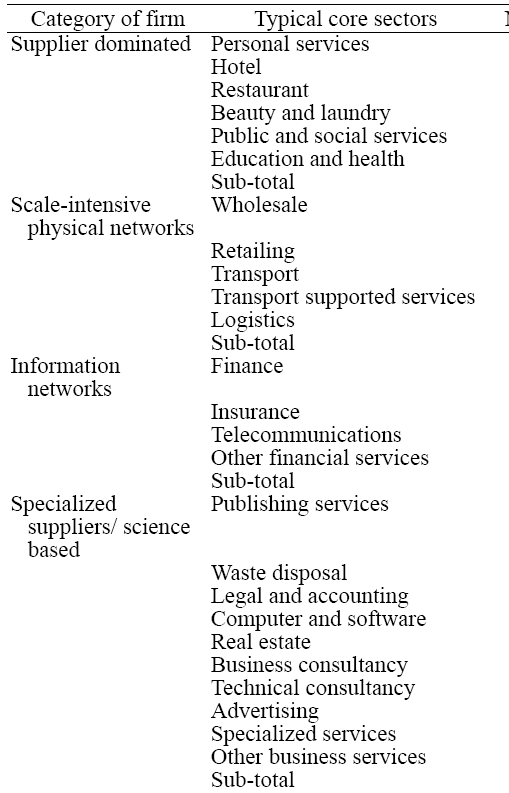 Category of firm Typical core sectors
Supplier dominated Personal services
Hotel
Restaurant
Beauty and laundry
Public and social services
Education and health
Sub-total
Scale-intensive Wholesale
physical networks
Retailing
Transport
Transport supported services
Logistics
Sub-total
Information Finance
networks
Insurance
Telecommunications
Other financial services
Sub-total
Specialized Publishing services
suppliers/ science
based
Waste disposal
Legal and accounting
Computer and software
Real estate
Business consultancy
Technical consultancy
Advertising
Specialized services
Other business services
Sub-total